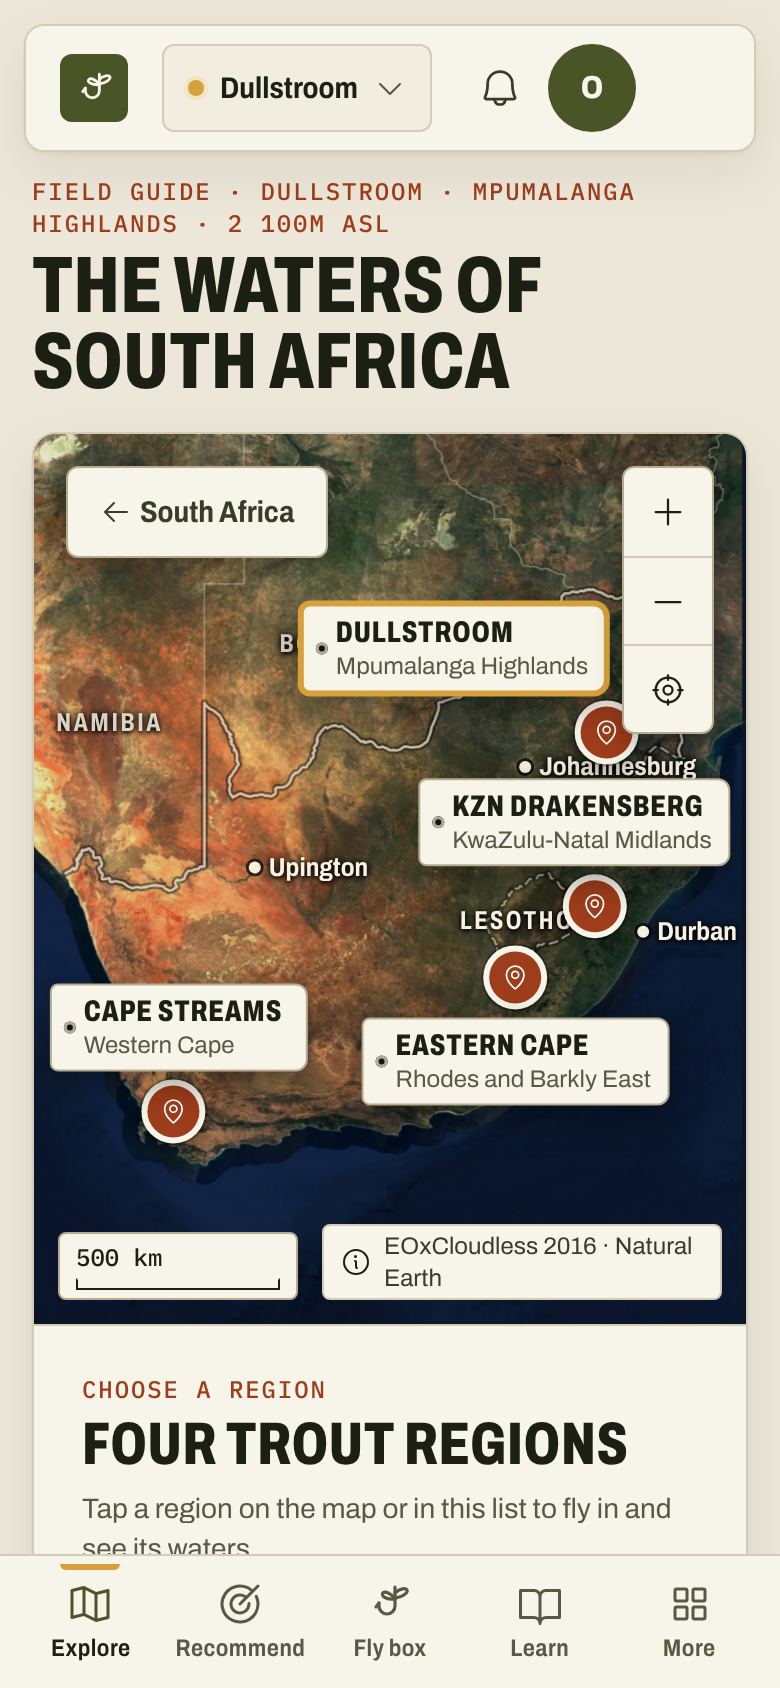 Dullstroom
O
FIELD GUIDE · DULLSTROOM · MPUMALANGA
HIGHLANDS · 2 100M ASL
THE WATERS OF
SOUTH AFRICA
South Africa
B
DULLSTROOM
Mpumalanga Highlands
NAMIBIA
Johannesburg
KZN DRAKENSBERG
KwaZulu-Natal Midlands
Upington
LESOTHO
Durban
CAPE STREAMS
Western Cape
EASTERN CAPE
Rhodes and Barkly East
500 km
EOxCloudless 2016 · Natural
Earth
CHOOSE A REGION
FOUR TROUT REGIONS
Tap a region on the map or in this list to fly in and
see its waters
Explore
Recommend
Fly box
Learn
More